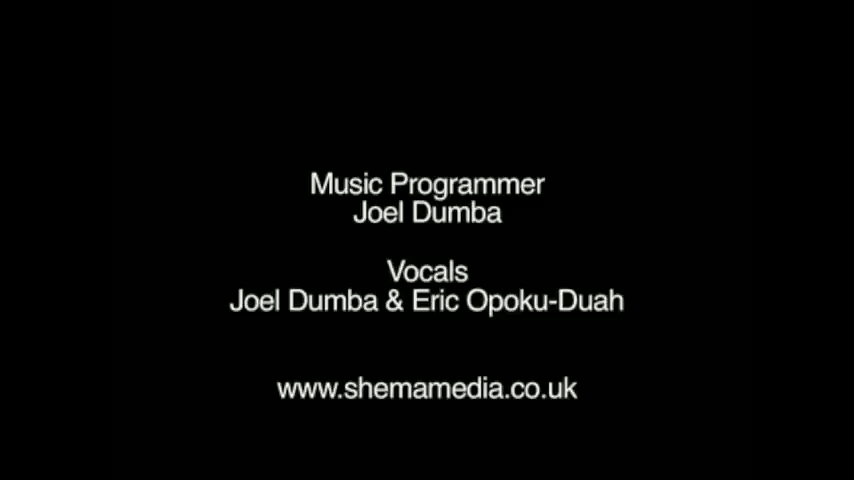 Music Programmer
Joel Dumba
Vocals
Joel Dumba & Eric Opoku-Duah
www.shemamedia.co.uk